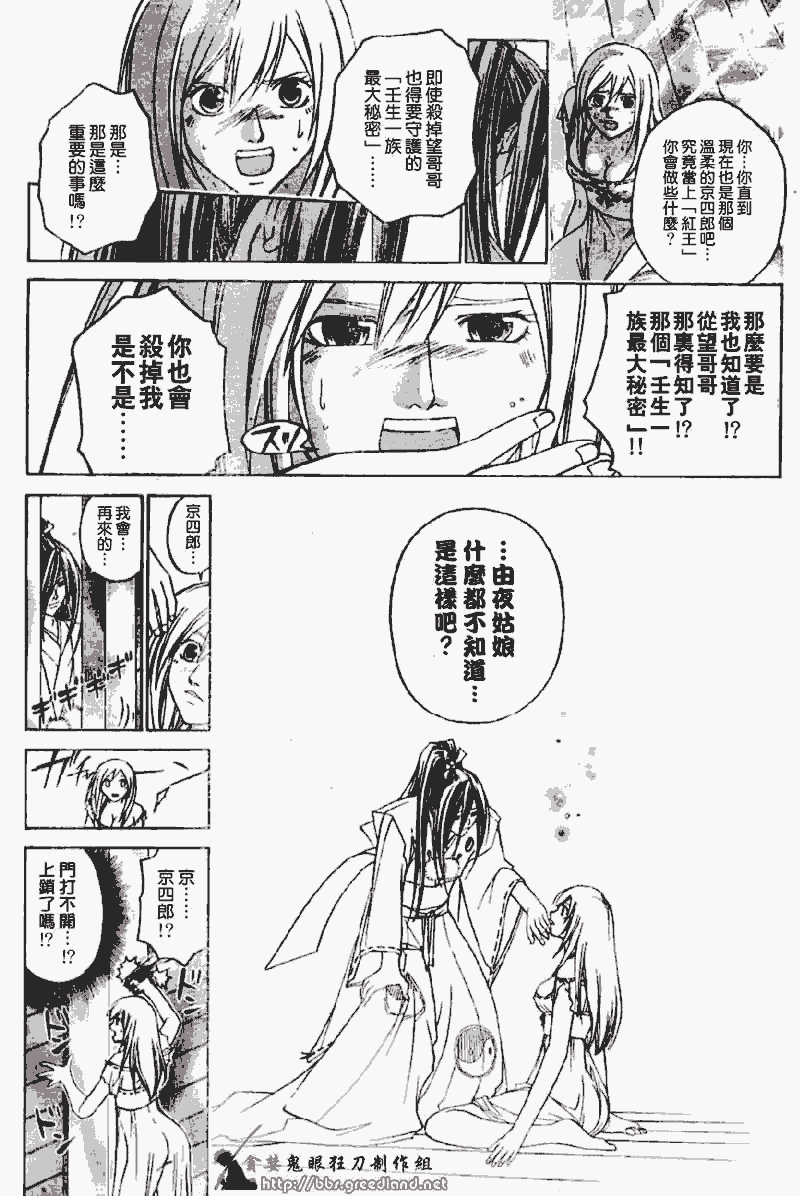 你…你直到
現在也是那個
溫柔的京四郎吧…
究竟當上「紅王」
你會做些什麼？
即使殺掉望哥哥
也得要守護的
「壬生一族
最大秘密」……
那是…
那是這麼
重要的事嗎!?
那麼要是
我也知道了!?
從望哥哥
那裏得知了!?
那個「壬生一
族最大秘密」!!
你也會
殺掉我
是不是……
ズリ
…由夜姑娘
什麼都不知道…
是這樣吧？
京四郎…
我會…
再來的…
ギギギギ
ガ
京……
京四郎!?
門打不開…!?
上鎖了嗎!?
ドン
ドン
ドン
貪婪鬼眼狂刀制作組
http://bbs.greedland.net